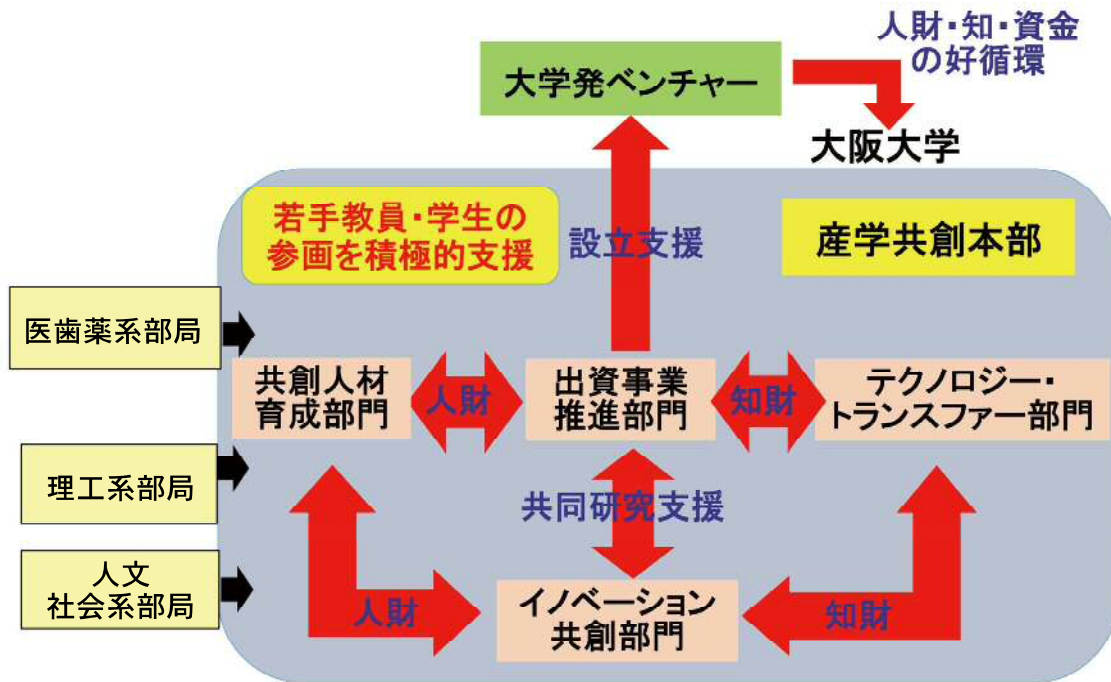 人財・知・資金
の好循環
大学発ベンチャー
大阪大学
若手教員・学生の
参画を積極的支援
設立支援
産学共創本部
医歯薬系部局
共創人材
育成部門
人財
出資事業
推進部門
知財
テクノロジー・
トランスファー部門
理工系部局
共同研究支援
人文
社会系部局
人財
イノベーション
共創部門
知財